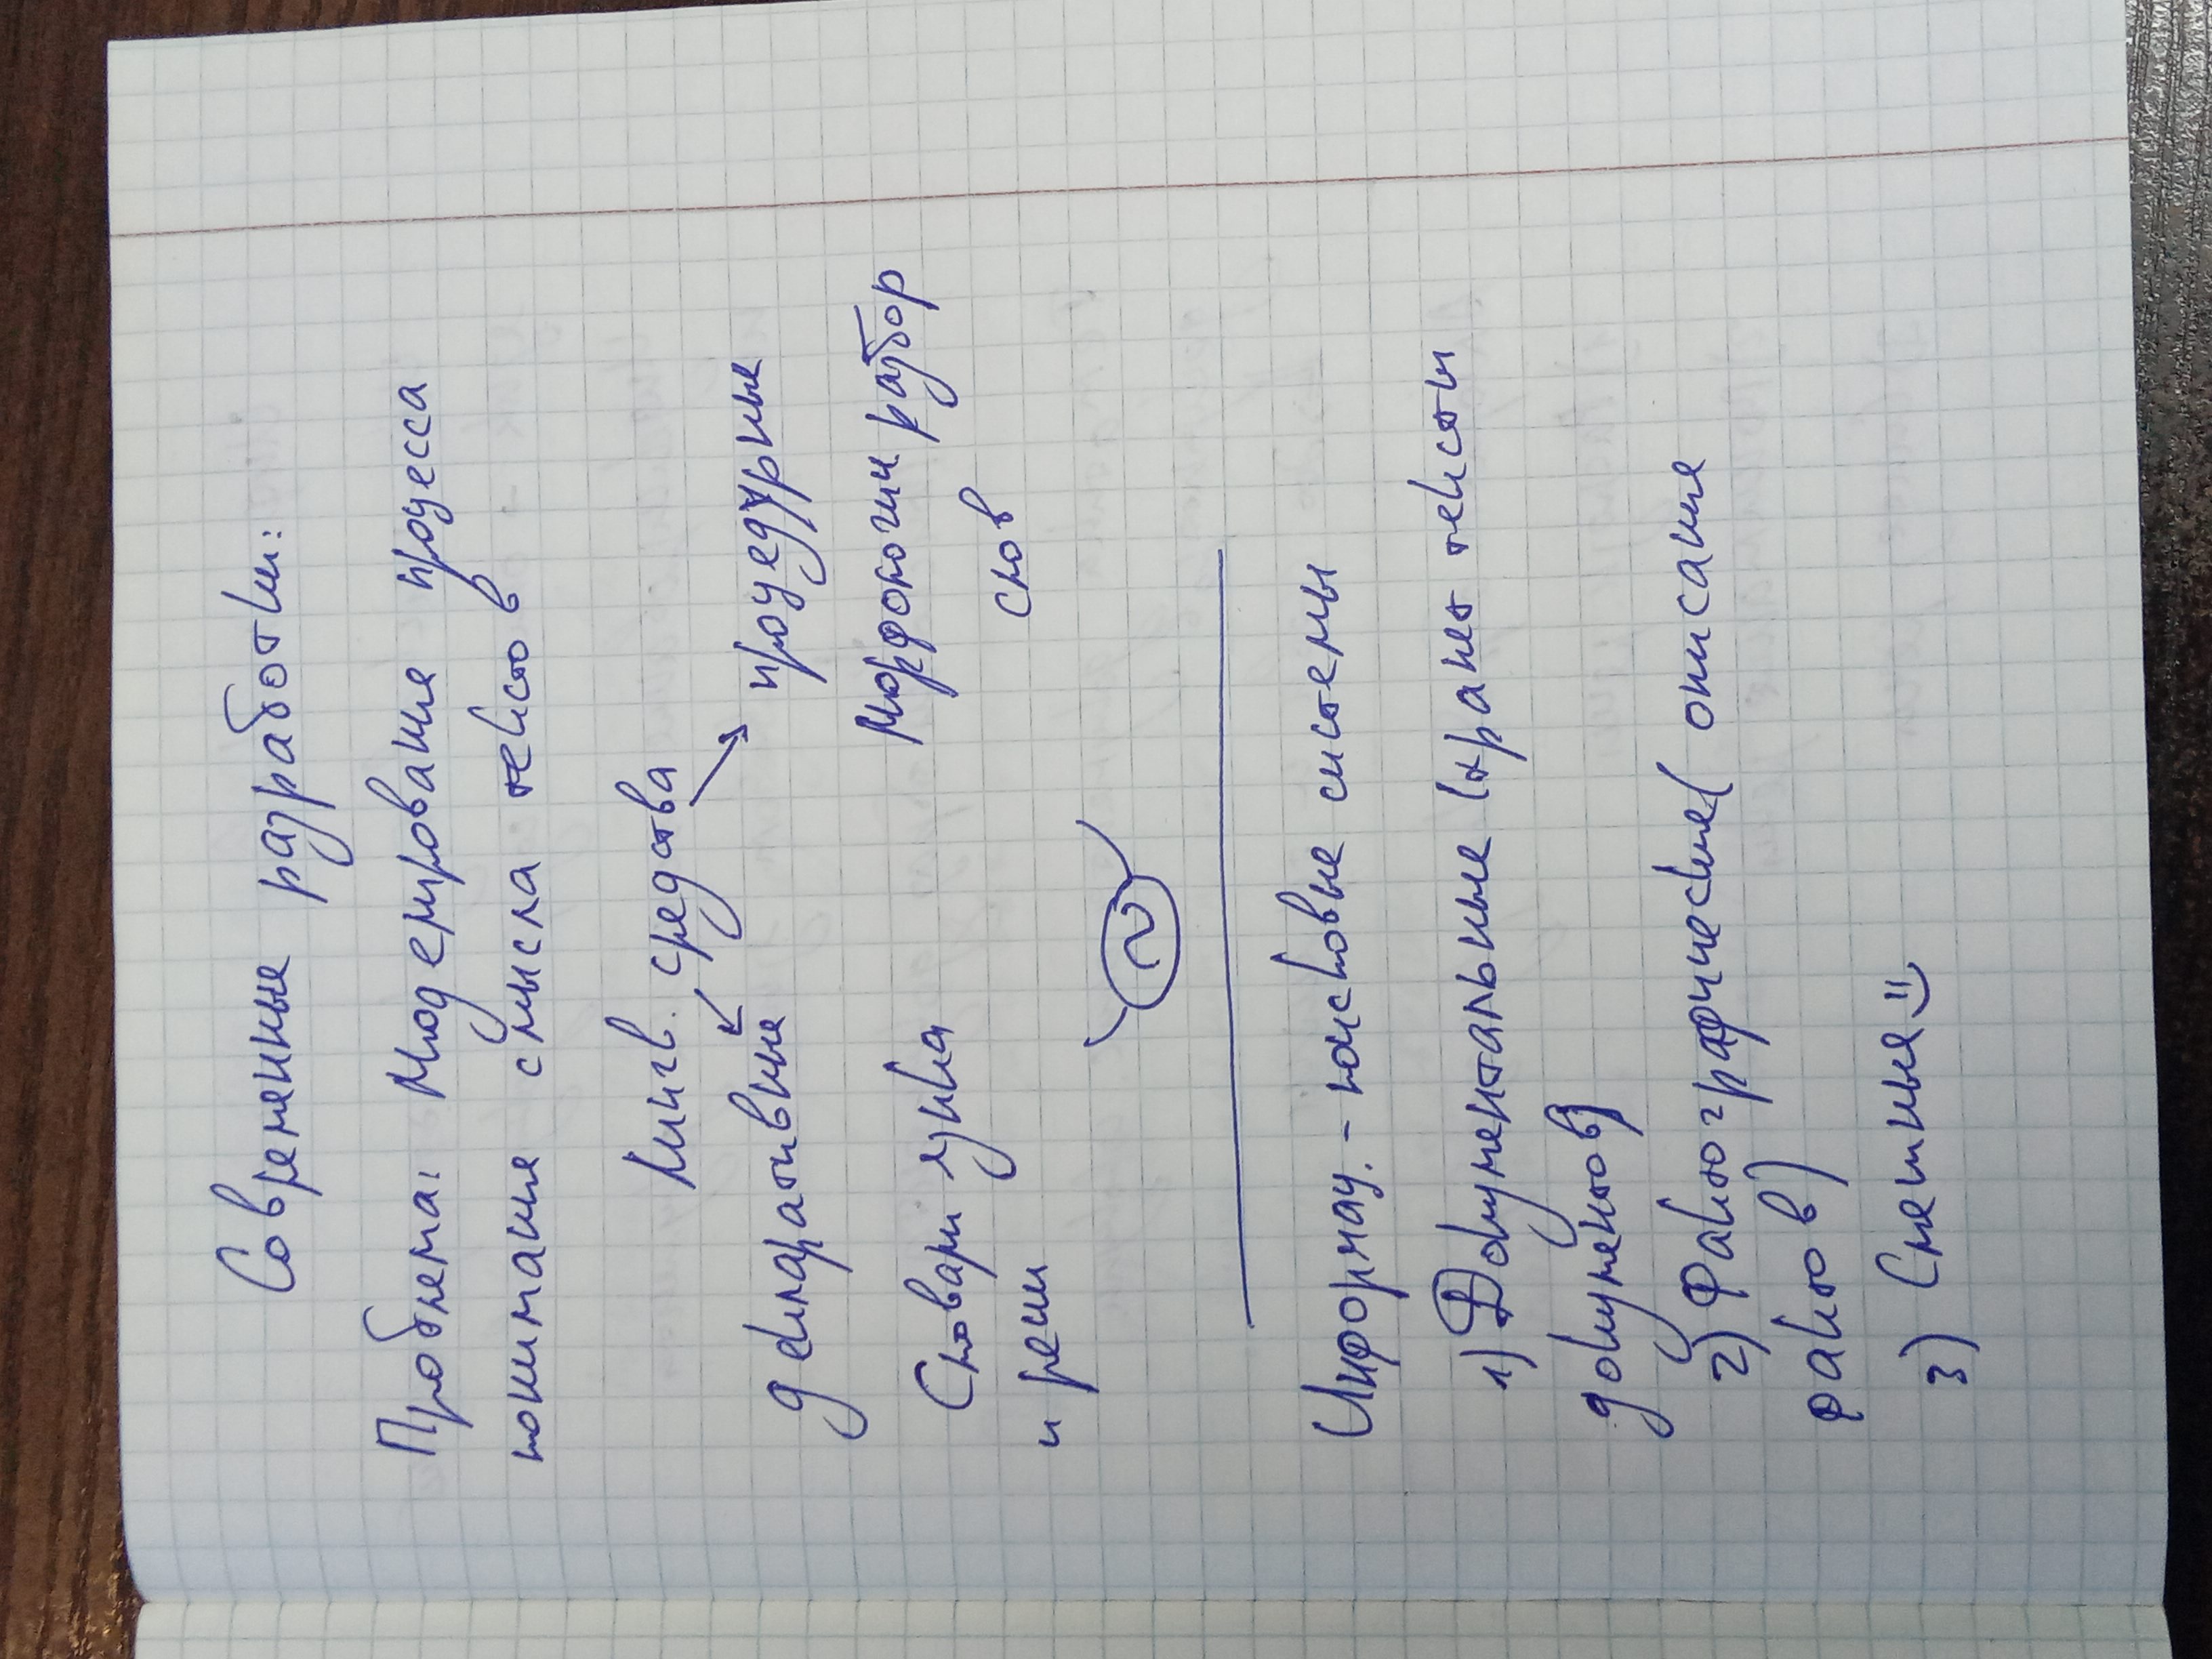 Современные разработки:
Проблема: Моделирование процесса
понимания смысла текстов
Лингв. средства
декларативные
процедурные
Морфологич разбор
слов
Словари языка
и речи
Информац. - поисковые системы
1) Документальные (хранят тексты
документов)
2) Фактографические( описание
фактов)
3) Смешные